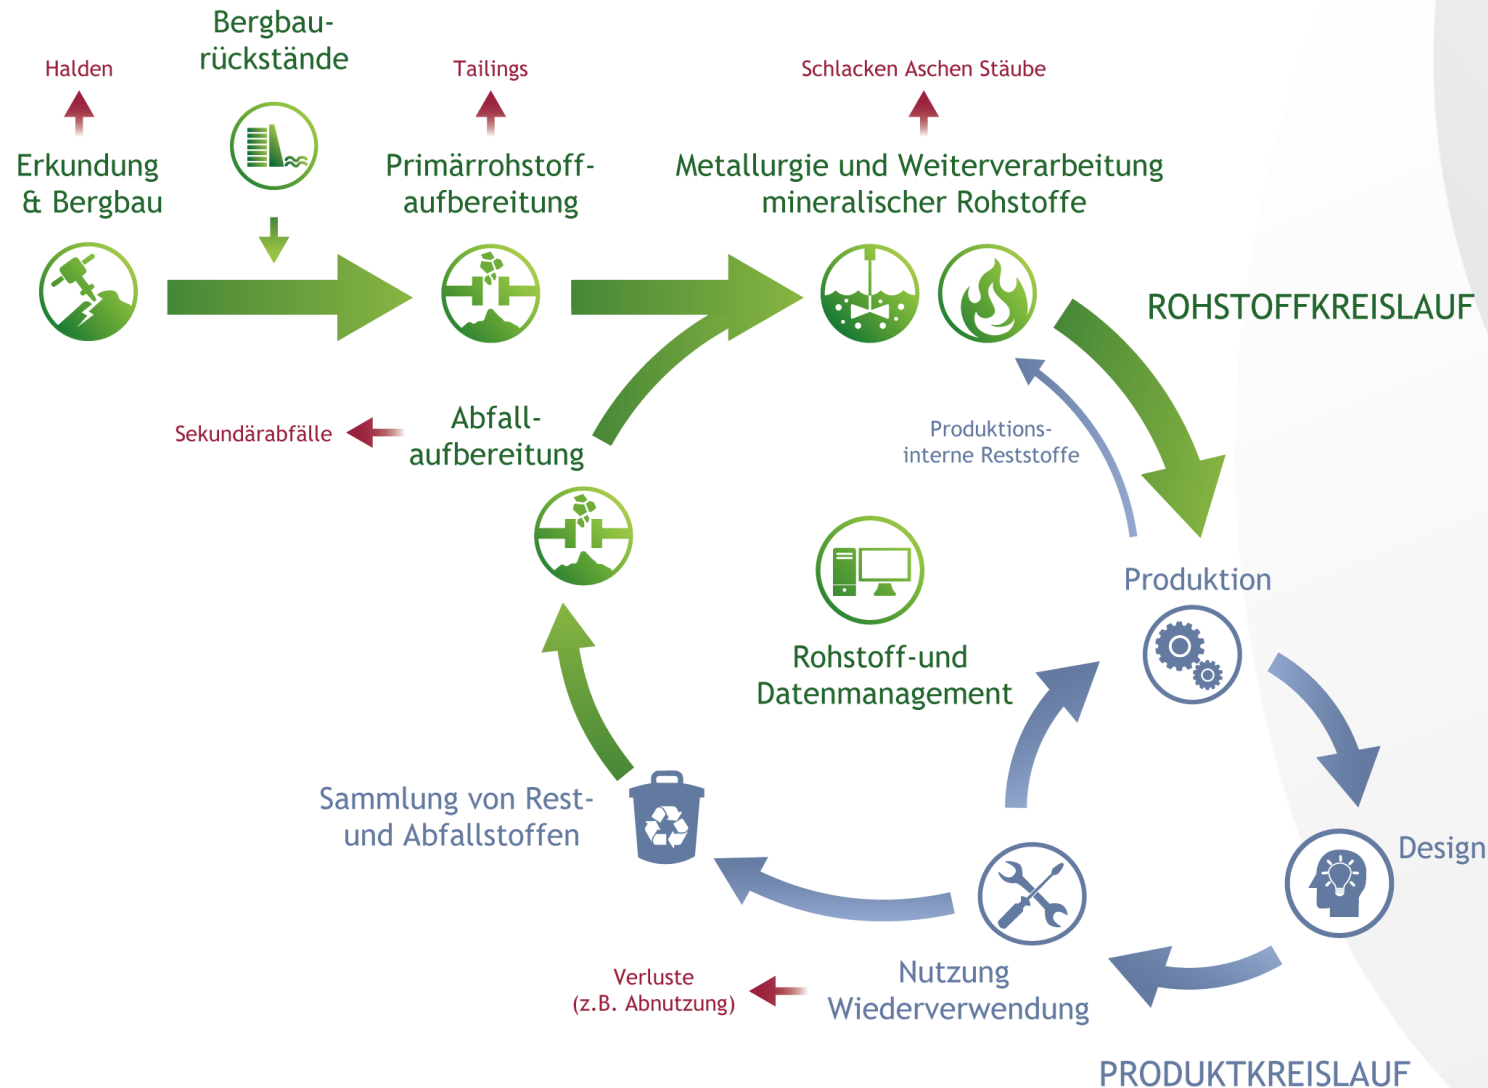 Bergbau-
rückstände
Halden
Tailings
Schlacken Aschen Stäube
Erkundung
& Bergbau
Primärrohstoff-
aufbereitung
Metallurgie und Weiterverarbeitung
mineralischer Rohstoffe
ROHSTOFFKREISLAUF
Sekundärabfälle
Abfall-
aufbereitung
Produktions-
interne Reststoffe
Produktion
Rohstoff-und
Datenmanagement
Sammlung von Rest-
und Abfallstoffen
Design
Verluste
(z.B. Abnutzung)
Nutzung
Wiederverwendung
PRODUKTKREISLAUF